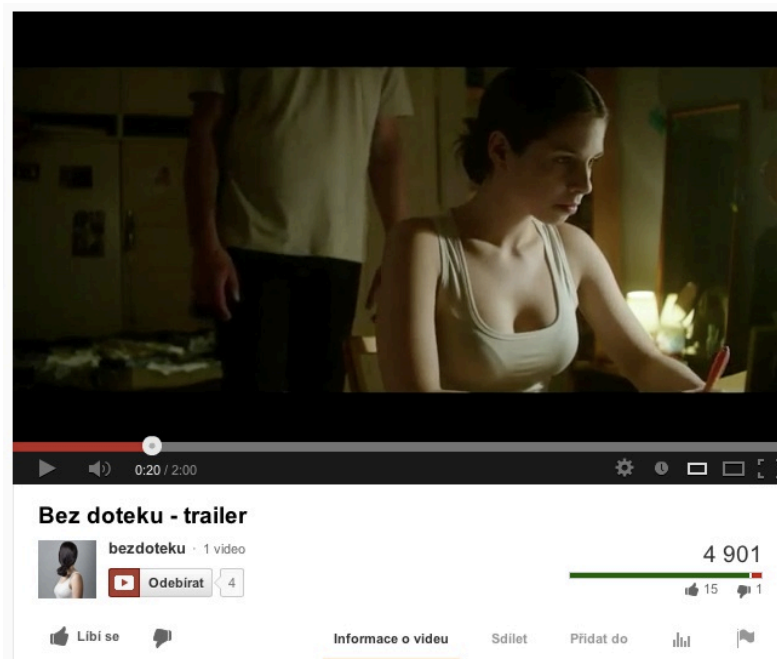 0:20 / 2:00
Bez doteku - trailer
bezdoteku · 1 video
Odebírat 4
4 901
15 1
Líbí se
Informace o videu Sdílet Přidat do